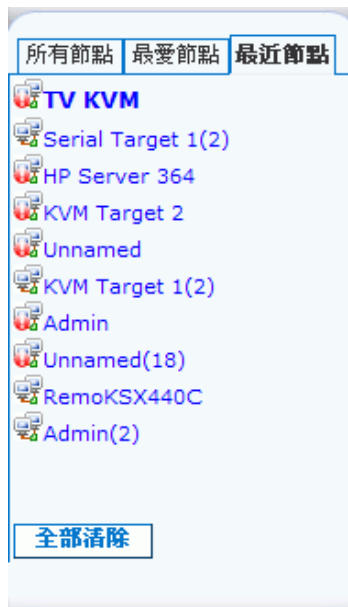 所有節點 最愛節點 最近節點
TV KVM
Serial Target 1(2)
HP Server 364
KVM Target 2
Unnamed
KVM Target 1(2)
Admin
Unnamed(18)
RemoKSX440C
Admin(2)
全部清除